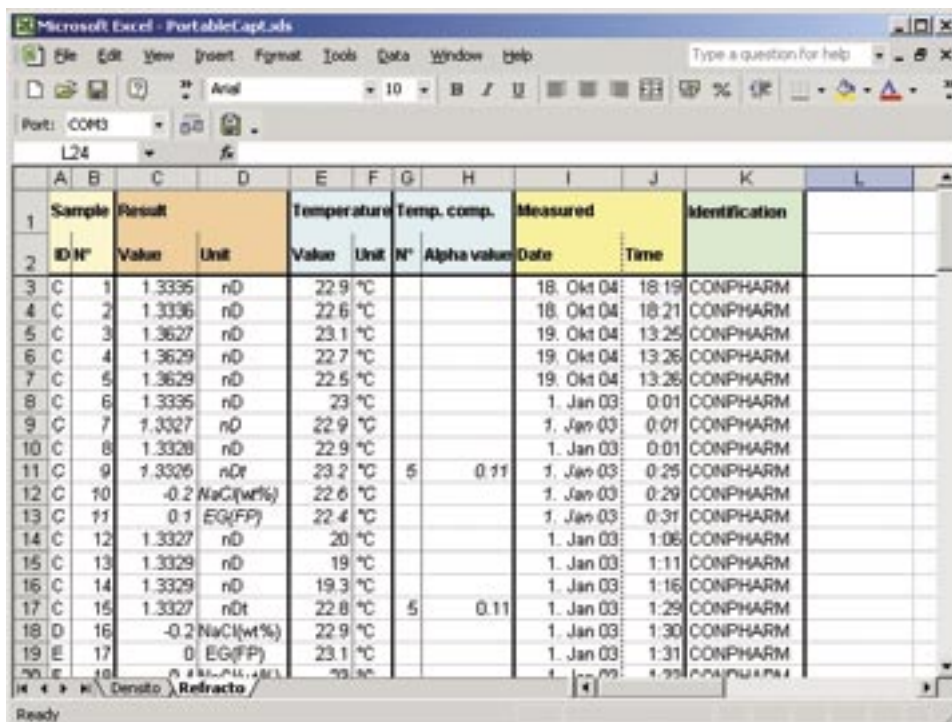 Microsoft Excel - PortableCapt.xls
File Edit View Insert Format Tools Data Window Help Type a question for help
Arial 10 B I U %
Port: COM3
L24 fx
A B C D E F G H I J K L
1 Sample Result Temperature Temp. comp. Measured Identification
2 ID N° Value Unit Value Unit N° Alpha value Date Time
3 C 1 1.3335 nD 22.9 °C 18. Okt 04 18:19 CONPHARM
4 C 2 1.3336 nD 22.6 °C 18. Okt 04 18:21 CONPHARM
5 C 3 1.3627 nD 23.1 °C 19. Okt 04 13:25 CONPHARM
6 C 4 1.3629 nD 22.7 °C 19. Okt 04 13:26 CONPHARM
7 C 5 1.3629 nD 22.5 °C 19. Okt 04 13:26 CONPHARM
8 C 6 1.3335 nD 23 °C 1. Jan 03 0:01 CONPHARM
9 C 7 1.3327 nD 22.9 °C 1. Jan 03 0:01 CONPHARM
10 C 8 1.3328 nD 22.9 °C 1. Jan 03 0:01 CONPHARM
11 C 9 1.3326 nDt 23.2 °C 5 0.11 1. Jan 03 0:25 CONPHARM
12 C 10 -0.2 NaCl(wt%) 22.6 °C 1. Jan 03 0:29 CONPHARM
13 C 11 0.1 EG(FP) 22.4 °C 1. Jan 03 0:31 CONPHARM
14 C 12 1.3327 nD 20 °C 1. Jan 03 1:06 CONPHARM
15 C 13 1.3329 nD 19 °C 1. Jan 03 1:11 CONPHARM
16 C 14 1.3329 nD 19.3 °C 1. Jan 03 1:16 CONPHARM
17 C 15 1.3327 nDt 22.8 °C 5 0.11 1. Jan 03 1:29 CONPHARM
18 D 16 -0.2 NaCl(wt%) 22.9 °C 1. Jan 03 1:30 CONPHARM
19 E 17 0 EG(FP) 23.1 °C 1. Jan 03 1:31 CONPHARM
Densito Refracto
Ready